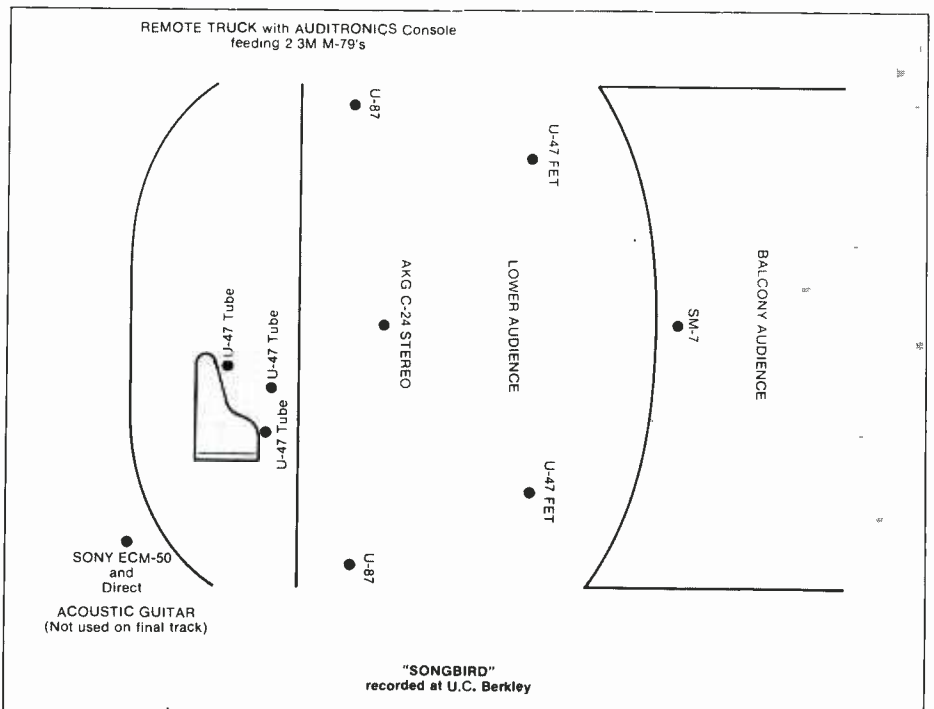 REMOTE TRUCK with AUDITRONICS Console
feeding 2 3M M-79's
U-87
U-47 FET
U-47 Tube
U-47 Tube
U-47 Tube
AKG C-24 STEREO
LOWER AUDIENCE
SM-7
BALCONY AUDIENCE
U-47 FET
U-87
SONY ECM-50
and
Direct
ACOUSTIC GUITAR
(Not used on final track)
"SONGBIRD"
recorded at U.C. Berkley